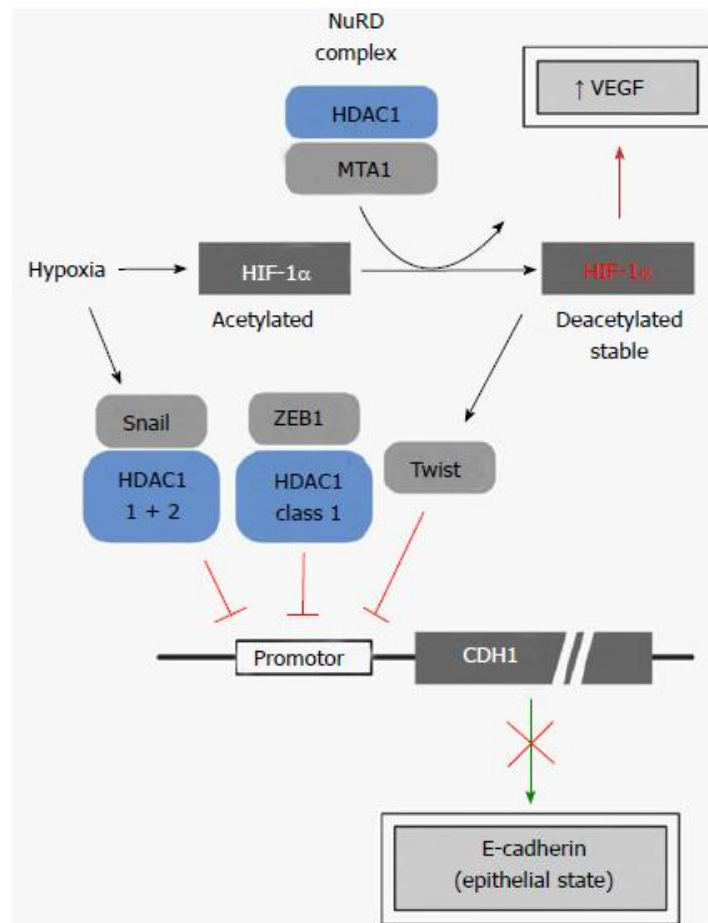 NuRD
complex
HDAC1
MTA1
↑ VEGF
Hypoxia
HIF-1α
HIF-1α
Acetylated
Deacetylated
stable
Snail
HDAC1
1 + 2
ZEB1
HDAC1
class 1
Twist
Promotor
CDH1
E-cadherin
(epithelial state)